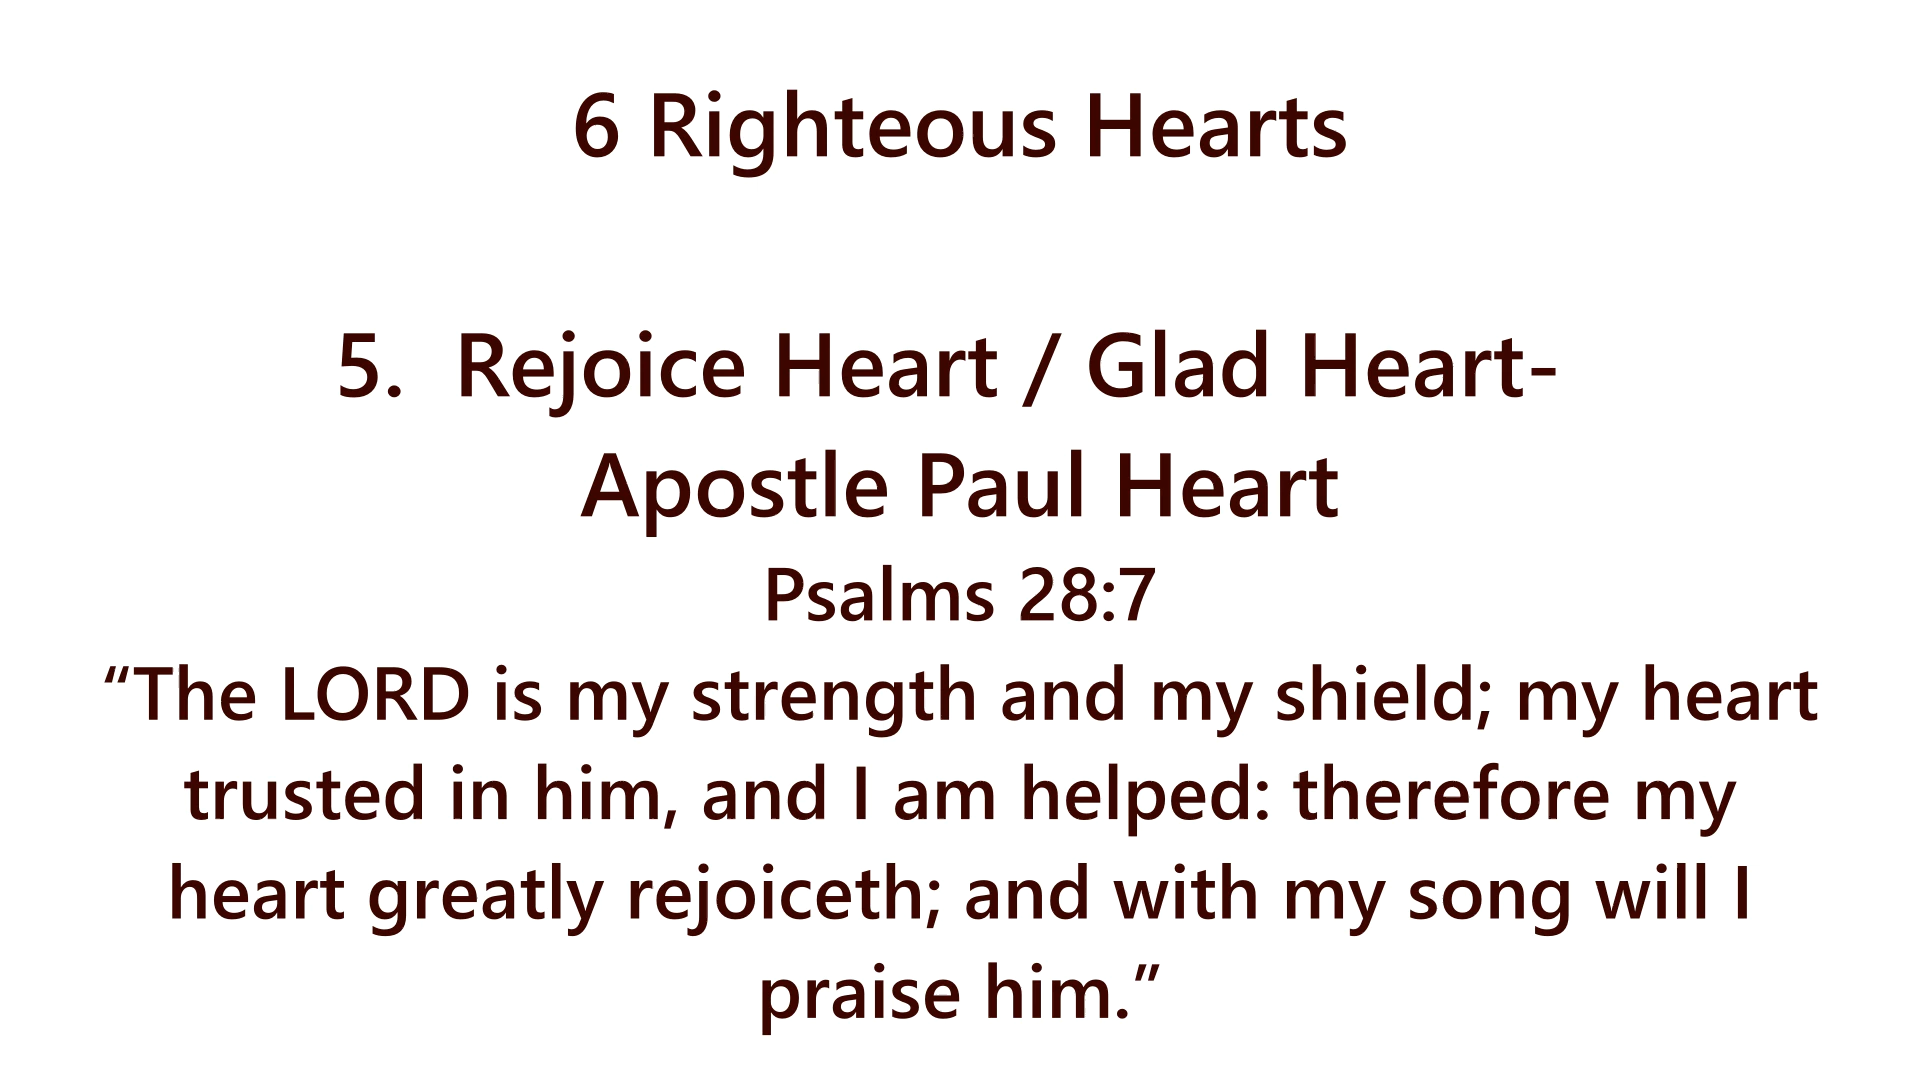 6 Righteous Hearts
5.  Rejoice Heart / Glad Heart-
Apostle Paul Heart
Psalms 28:7
“The LORD is my strength and my shield; my heart
trusted in him, and I am helped: therefore my
heart greatly rejoiceth; and with my song will I
praise him.”